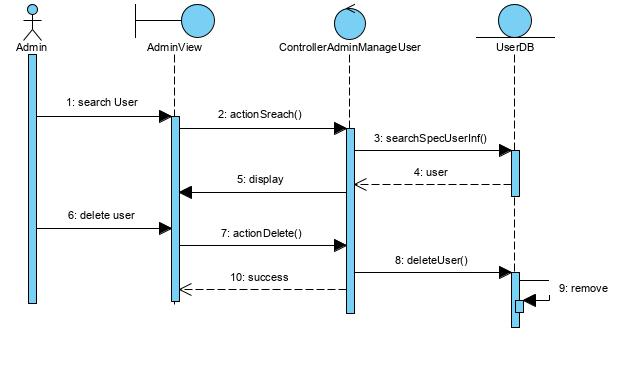 Admin
AdminView
ControllerAdminManageUser
UserDB
1: search User
2: actionSreach()
3: searchSpecUserInf()
4: user
5: display
6: delete user
7: actionDelete()
8: deleteUser()
9: remove
10: success